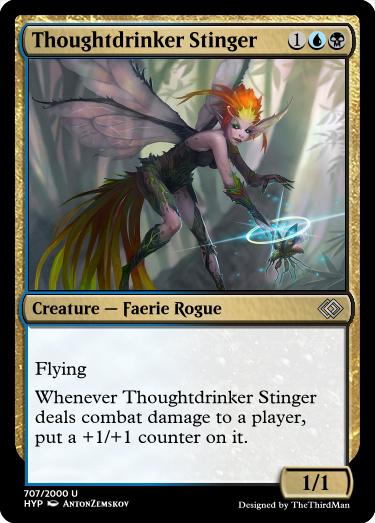 Thoughtdrinker Stinger 1
Creature — Faerie Rogue
Flying
Whenever Thoughtdrinker Stinger
deals combat damage to a player,
put a +1/+1 counter on it.
1/1
707/2000 U
HYP AntonZemskov
Designed by TheThirdMan